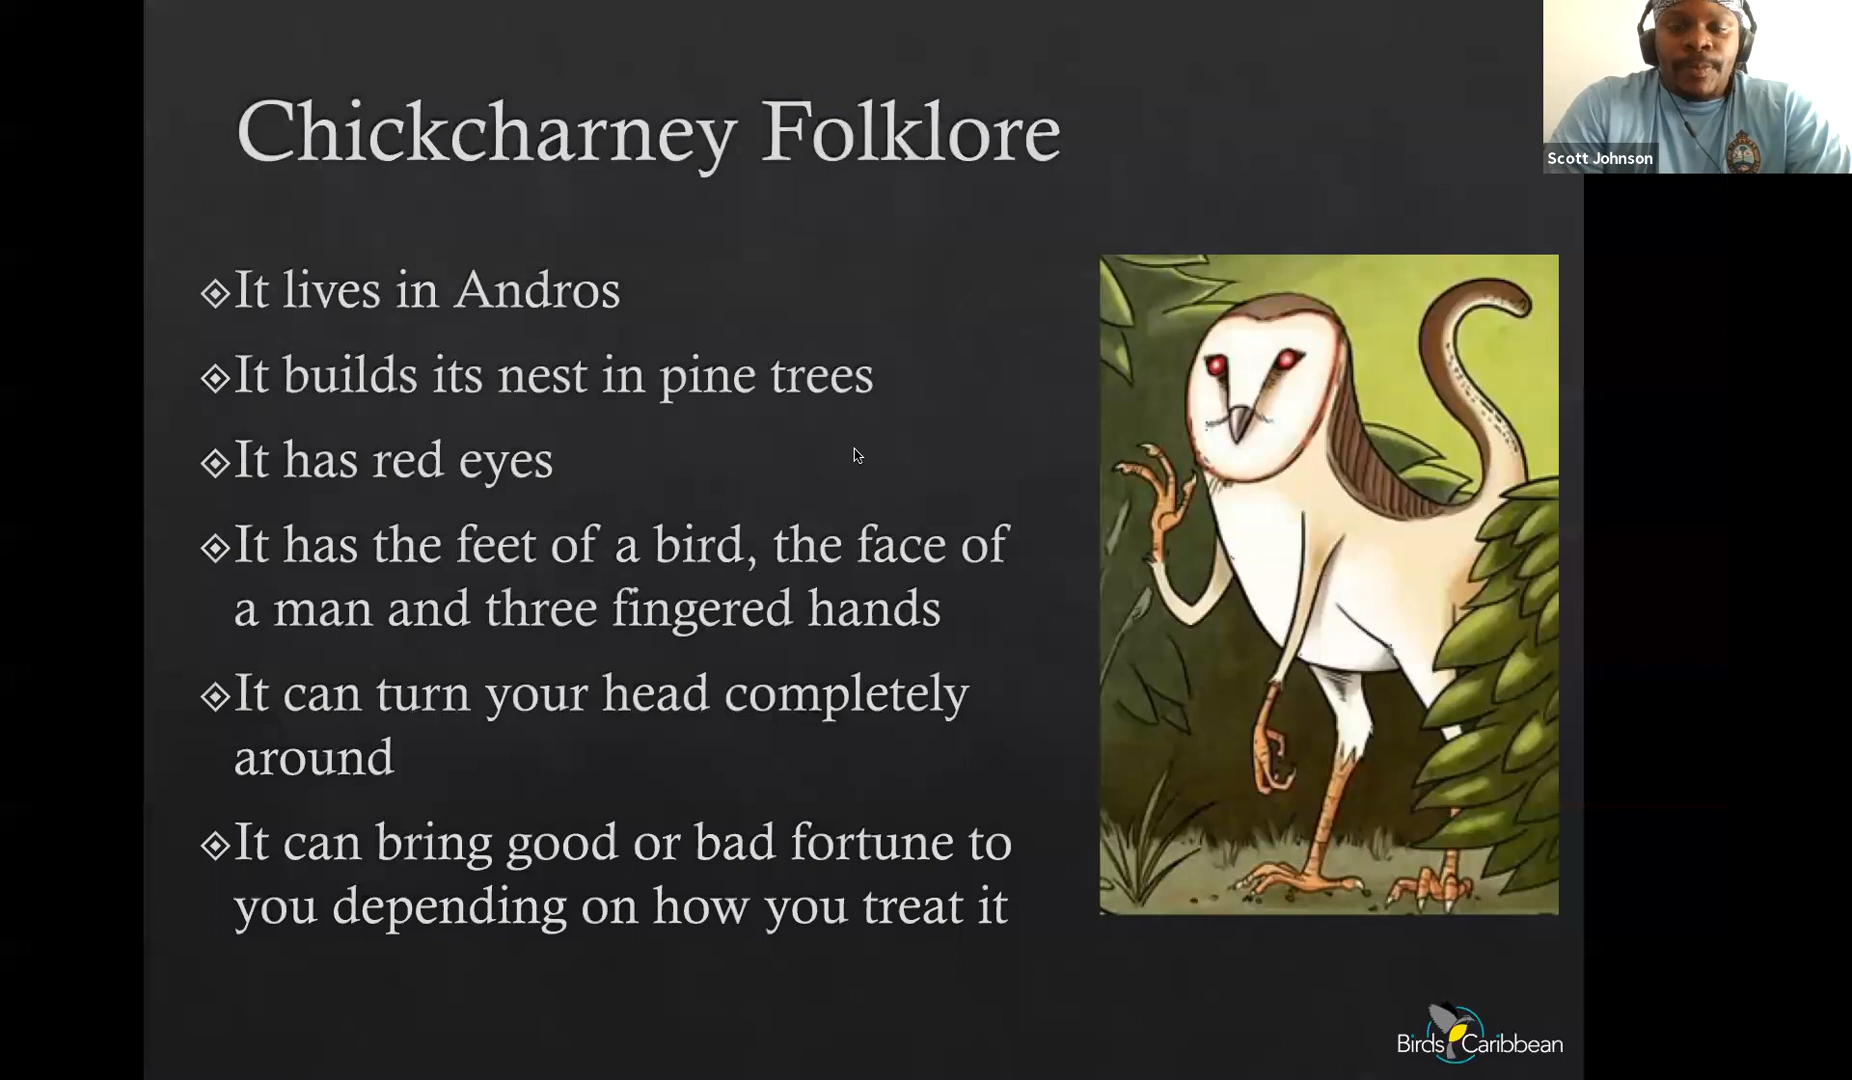 Chickcharney Folklore
Scott Johnson
It lives in Andros
It builds its nest in pine trees
It has red eyes
It has the feet of a bird, the face of
a man and three fingered hands
It can turn your head completely
around
It can bring good or bad fortune to
you depending on how you treat it
Birds Caribbean